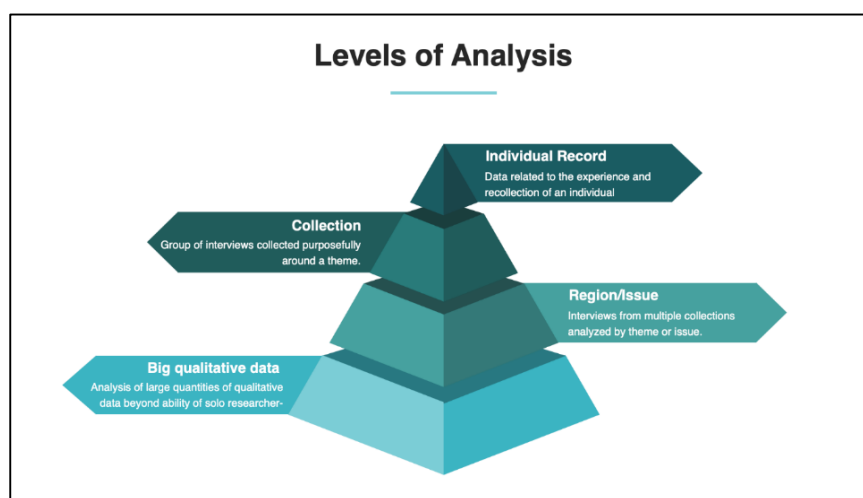 Levels of Analysis
Individual Record
Data related to the experience and
recollection of an individual
Collection
Group of interviews collected purposefully
around a theme.
Region/Issue
Interviews from multiple collections
analyzed by theme or issue.
Big qualitative data
Analysis of large quantities of qualitative
data beyond ability of solo researcher-